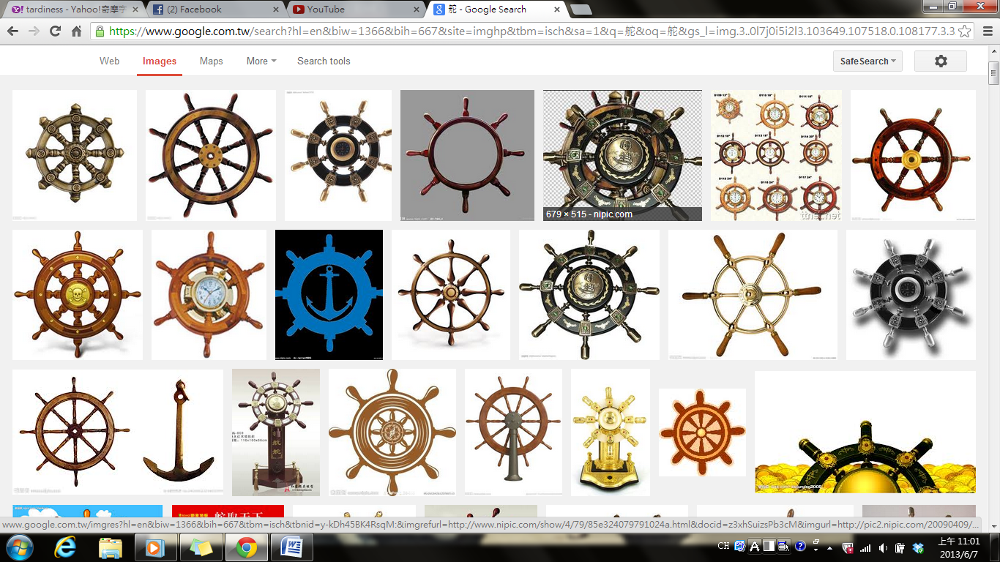 tardiness - Yahoo!奇摩字
(2) Facebook
YouTube
舵 - Google Search
https://www.google.com.tw/search?hl=en&biw=1366&bih=667&site=imghp&tbm=isch&sa=1&q=舵&oq=舵&gs_l=img.3..0l7j0i5i2l3.103649.107518.0.108177.3.3
Web Images Maps More Search tools
SafeSearch
679 × 515 - nipic.com
ttnet.net
www.google.com.tw/imgres?hl=en&biw=1366&bih=667&tbm=isch&tbnid=y-kDh45BK4RsqM:&imgrefurl=http://www.nipic.com/show/4/79/85e324079791024a.html&docid=z3xhSuizsPb3cM&imgurl=http://pic2.nipic.com/20090409/...
CH
上午 11:01
2013/6/7